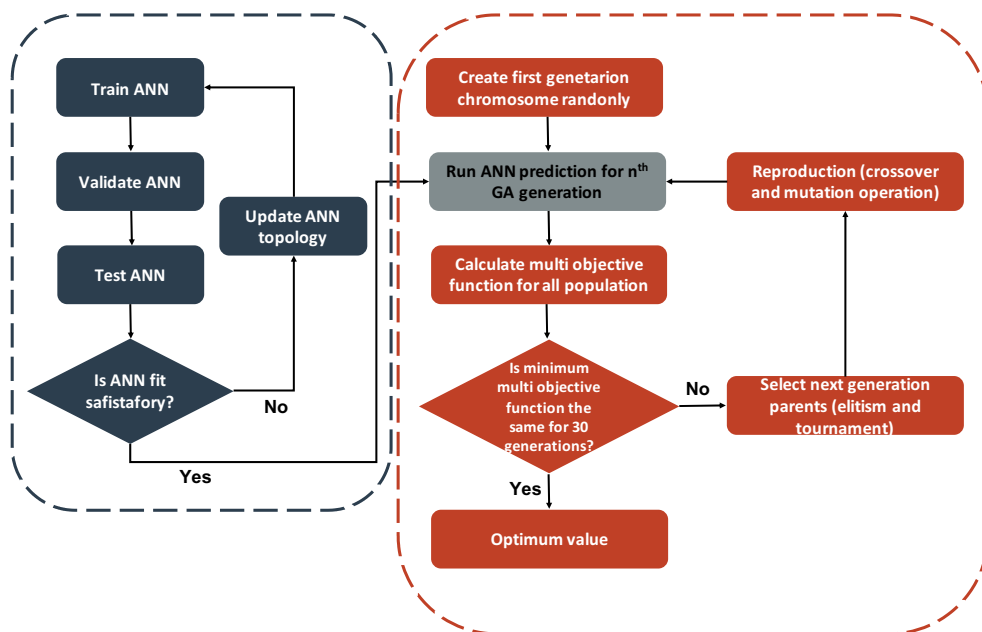 Train ANN
Validate ANN
Test ANN
Is ANN fit
safistafory?
Update ANN
topology
No
Yes
Create first genetarion
chromosome randonly
Run ANN prediction for nth
GA generation
Calculate multi objective
function for all population
Is minimum
multi objective
function the
same for 30
generations?
No
Yes
Optimum value
Select next generation
parents (elitism and
tournament)
Reproduction (crossover
and mutation operation)